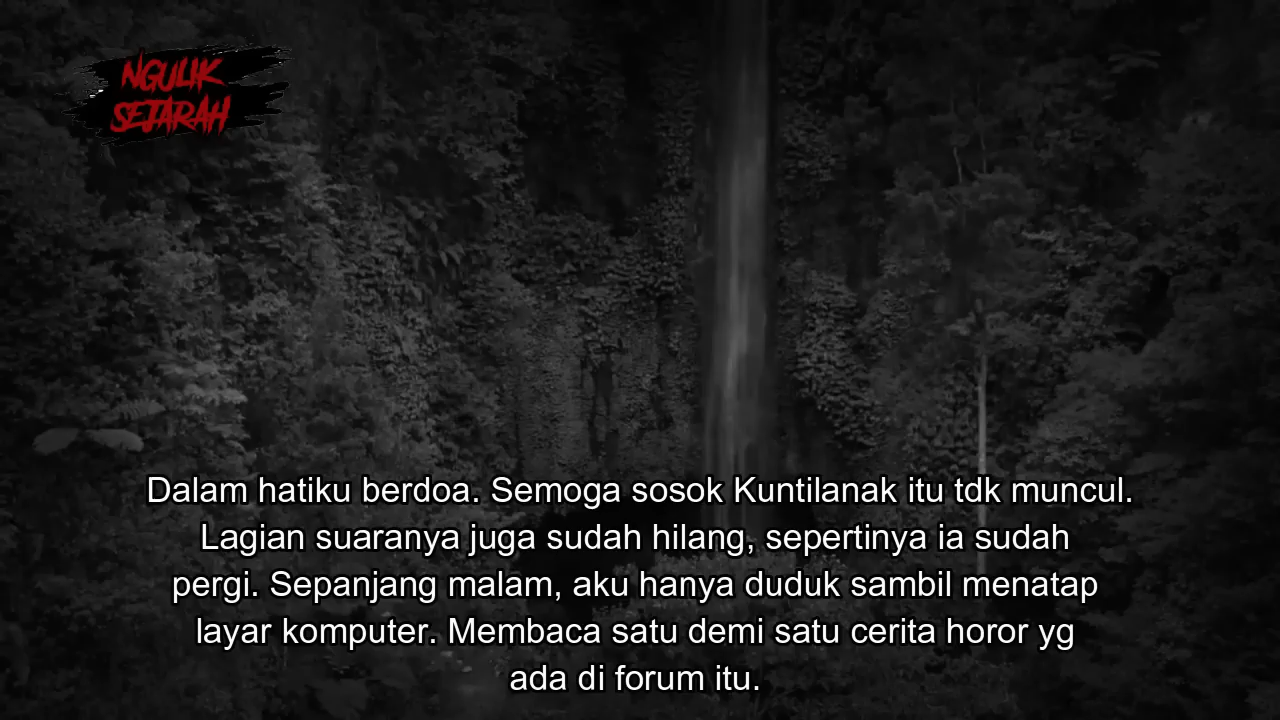 NGULIK
SEJARAH
Dalam hatiku berdoa. Semoga sosok Kuntilanak itu tdk muncul.
Lagian suaranya juga sudah hilang, sepertinya ia sudah
pergi. Sepanjang malam, aku hanya duduk sambil menatap
layar komputer. Membaca satu demi satu cerita horor yg
ada di forum itu.